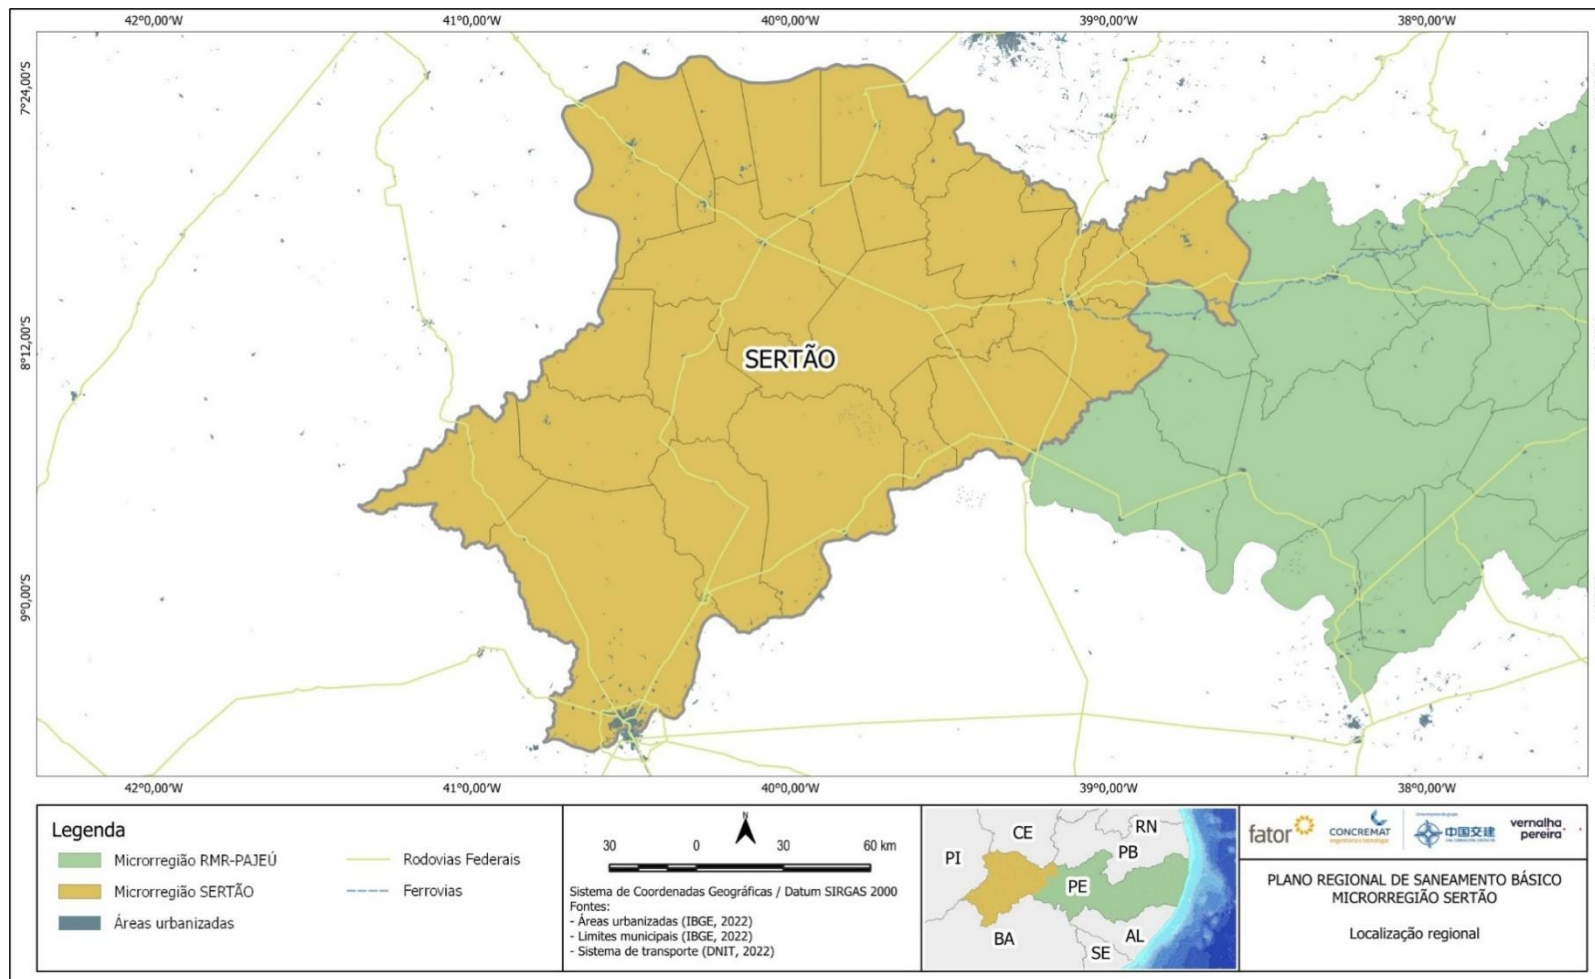 42°0,00'W 41°0,00'W 40°0,00'W 39°0,00'W 38°0,00'W
7°24,00'S
8°12,00'S
9°0,00'S
SERTÃO
42°0,00'W 41°0,00'W 40°0,00'W 39°0,00'W 38°0,00'W
Legenda
Microrregião RMR-PAJEÚ
Microrregião SERTÃO
Áreas urbanizadas
Rodovias Federais
Ferrovias
N
30 0 30 60 km
Sistema de Coordenadas Geográficas / Datum SIRGAS 2000
Fontes:
- Áreas urbanizadas (IBGE, 2022)
- Limites municipais (IBGE, 2022)
- Sistema de transporte (DNIT, 2022)
CE
RN
PI
PB
PE
BA
AL
SE
fator
CONCREMAT
中国交建
vernalha
pereira
PLANO REGIONAL DE SANEAMENTO BÁSICO
MICRORREGIÃO SERTÃO
Localização regional